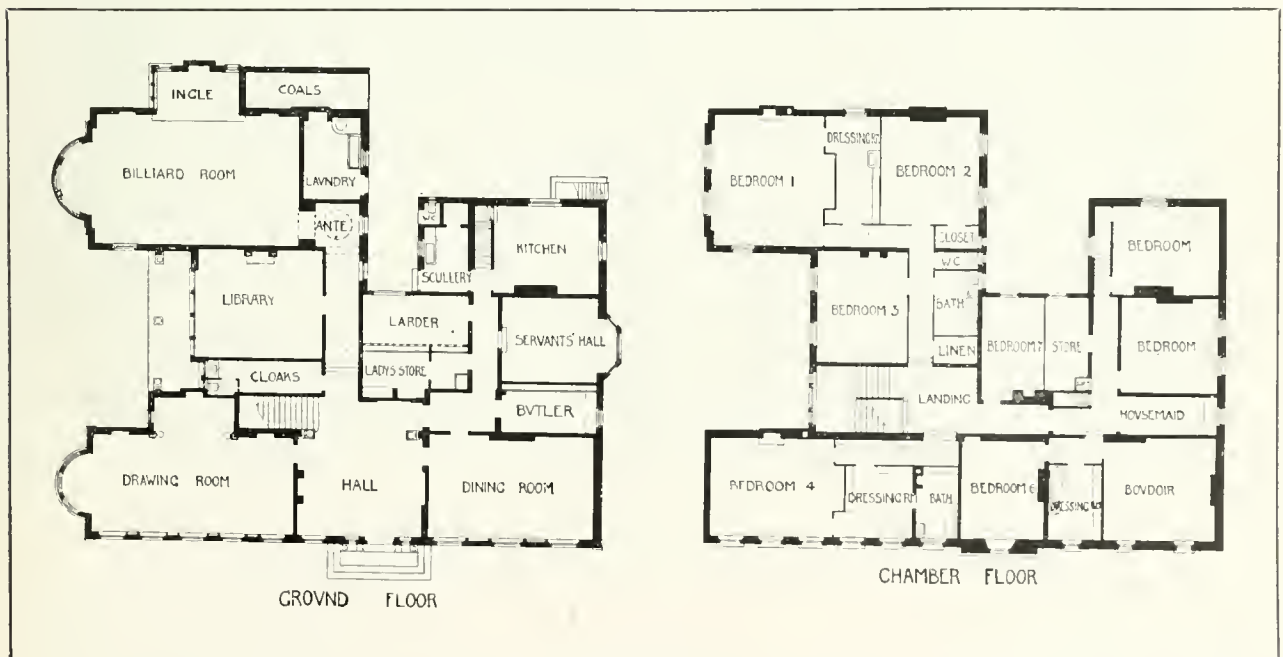 INGLE
COALS
BILLIARD ROOM
LAVNDRY
ANTE
KITCHEN
SCULLERY
LIBRARY
LARDER
SERVANTS' HALL
LADYS STORE
CLOAKS
BVTLER
DRAWING ROOM
HALL
DINING ROOM
GROVND FLOOR
DRESSING RM
BEDROOM 1
BEDROOM 2
CLOSET
W.C
BEDROOM
BEDROOM 3
BATH
LINEN
BEDROOM 7
STORE
BEDROOM
LANDING
HOVSEMAID
BEDROOM 4
DRESSING RM
BATH
BEDROOM 6
DRESSING RM
BOVDOIR
CHAMBER FLOOR